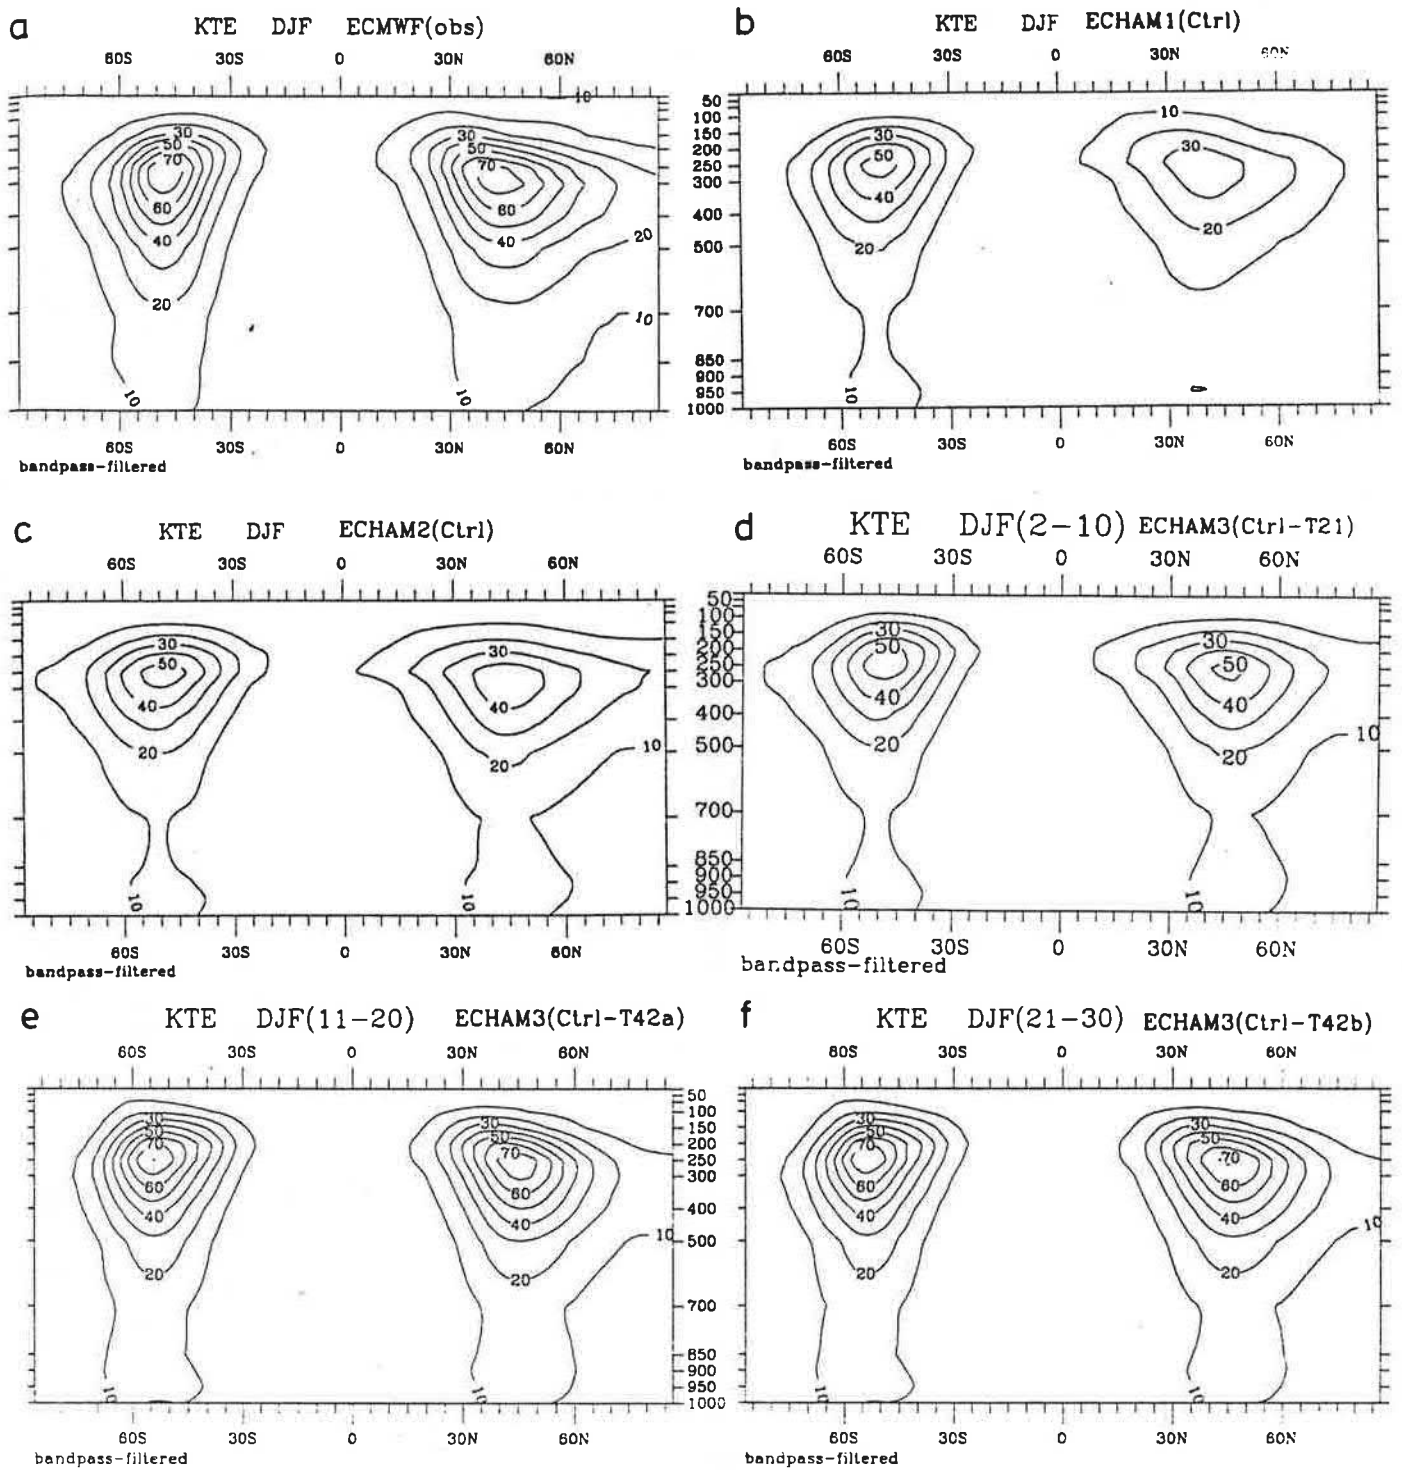 a KTE DJF ECMWF(obs)
60S 30S 0 30N 60N
10
30 30
50 50
70 70
60 60
40 40
20
20
10
10 10
60S 30S 0 30N 60N
bandpass-filtered
b KTE DJF ECHAM1(Ctrl)
60S 30S 0 30N 60N
50
100 10
150 30
200 50 30
250
300 40
400 20
500 20
700
850
900
950 10
1000
60S 30S 0 30N 60N
bandpass-filtered
c KTE DJF ECHAM2(Ctrl)
60S 30S 0 30N 60N
30 30
50
40 40
20 20 10
10 10
60S 30S 0 30N 60N
bandpass-filtered
d KTE DJF(2-10) ECHAM3(Ctrl-T21)
60S 30S 0 30N 60N
50
100
150 30 30
200 50
250 50
300 40 40
400
500 20 20 10
700
850
900
950 10 10
1000
60S 30S 0 30N 60N
bandpass-filtered
e KTE DJF(11-20) ECHAM3(Ctrl-T42a)
60S 30S 0 30N 60N
50
30 30 100
50 50 150
70 70 200
250
60 60 300
40 40 400
10 500
20 20
700
850
900
10 10 950
1000
60S 30S 0 30N 60N
bandpass-filtered
f KTE DJF(21-30) ECHAM3(Ctrl-T42b)
60S 30S 0 30N 60N
30 30
50 50
70 70
60 60
40 40 10
20 20
10 10
60S 30S 0 30N 60N
bandpass-filtered